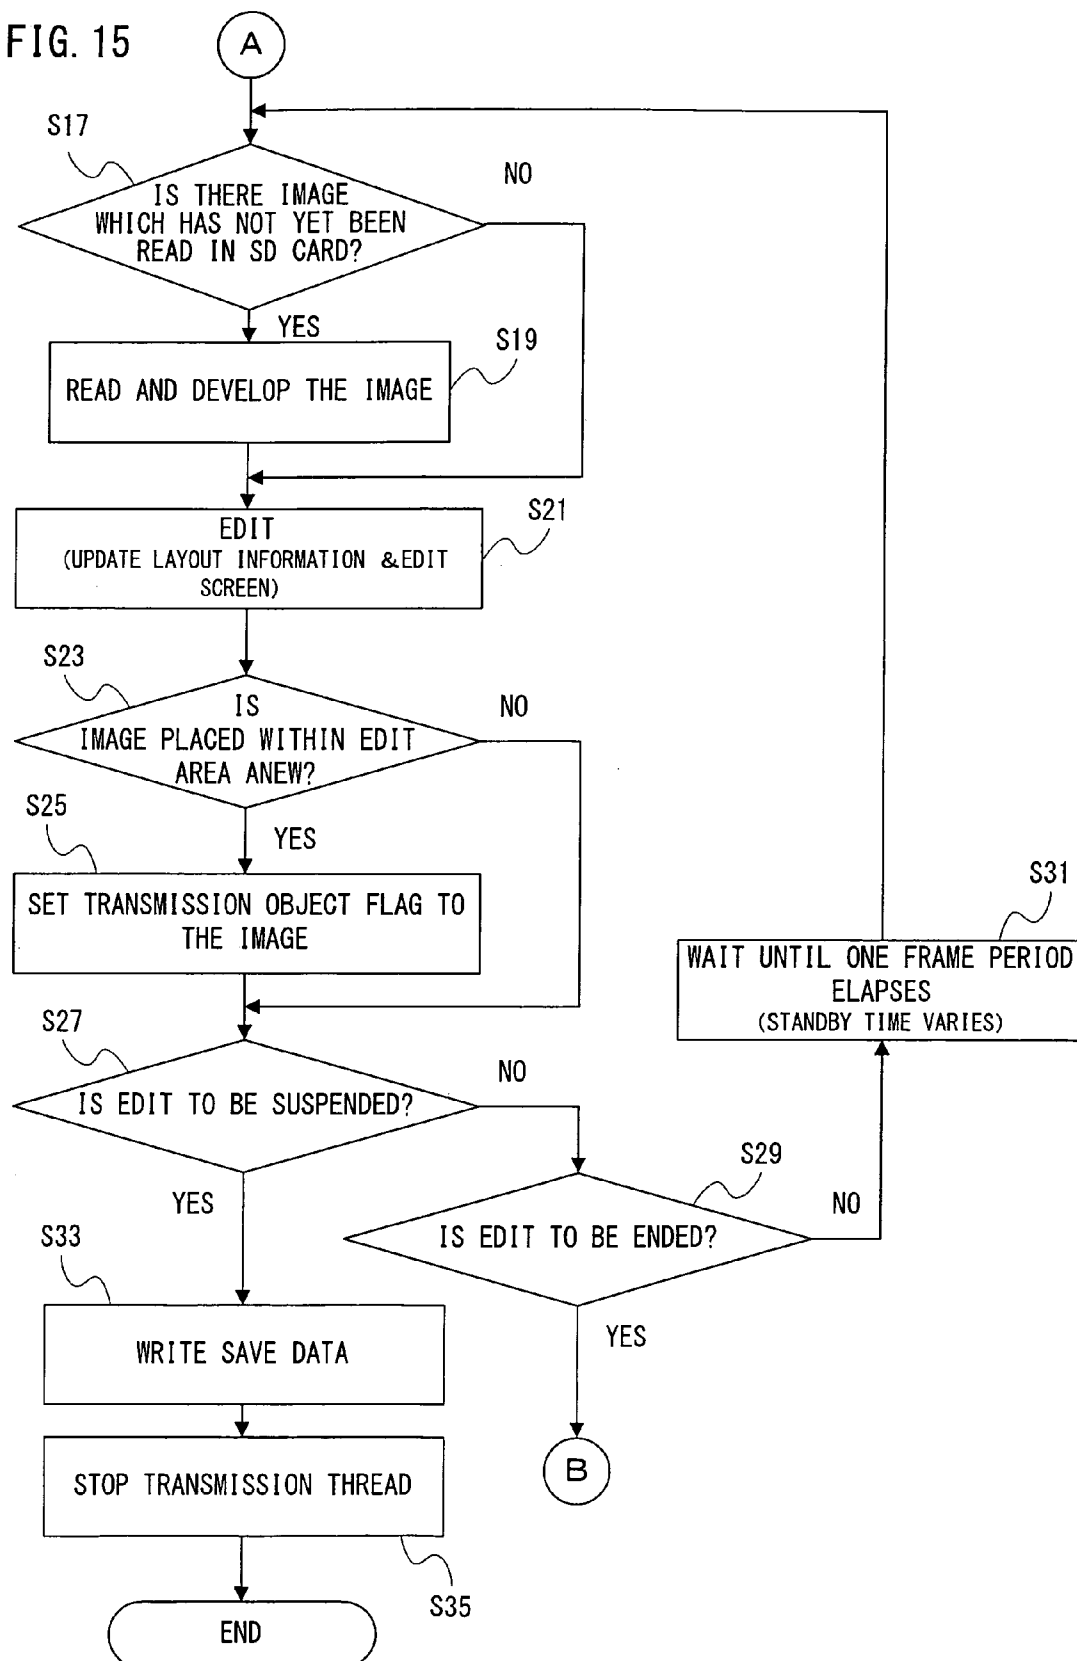 FIG. 15
A
S17
IS THERE IMAGE
WHICH HAS NOT YET BEEN
READ IN SD CARD?
NO
YES
S19
READ AND DEVELOP THE IMAGE
S21
EDIT
(UPDATE LAYOUT INFORMATION &EDIT
SCREEN)
S23
IS
IMAGE PLACED WITHIN EDIT
AREA ANEW?
NO
YES
S25
SET TRANSMISSION OBJECT FLAG TO
THE IMAGE
S31
WAIT UNTIL ONE FRAME PERIOD
ELAPSES
(STANDBY TIME VARIES)
S27
IS EDIT TO BE SUSPENDED?
NO
YES
S29
IS EDIT TO BE ENDED?
NO
YES
S33
WRITE SAVE DATA
B
STOP TRANSMISSION THREAD
S35
END